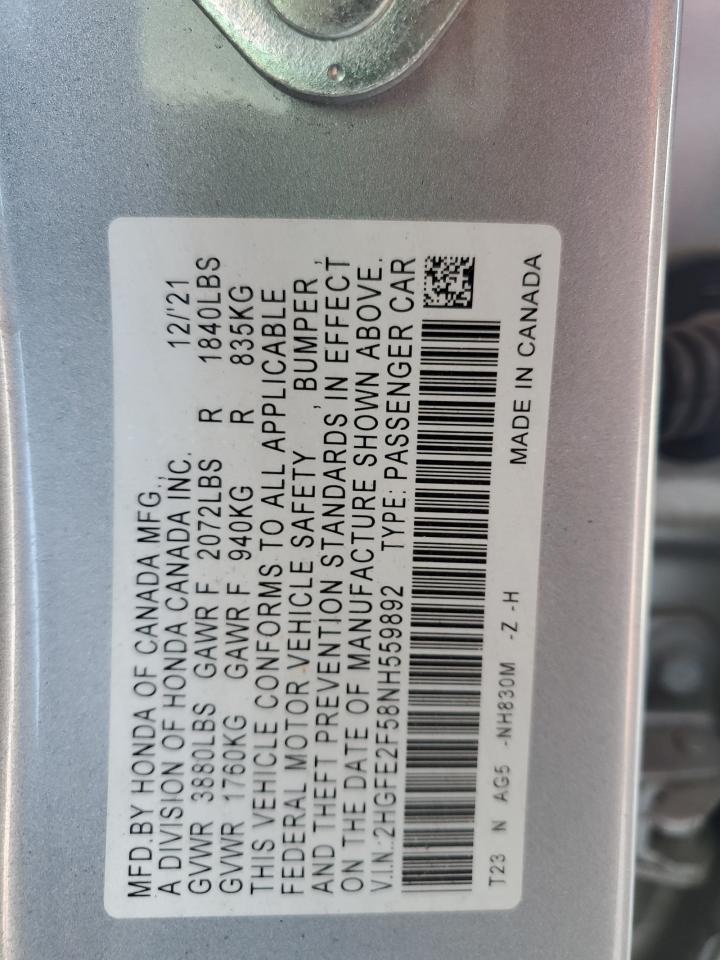 MFD.BY HONDA OF CANADA MFG.,
A DIVISION OF HONDA CANADA INC. 12/'21
GVWR 3880LBS GAWR F 2072LBS R 1840LBS
GVWR 1760KG GAWR F 940KG R 835KG
THIS VEHICLE CONFORMS TO ALL APPLICABLE
FEDERAL MOTOR VEHICLE SAFETY, BUMPER,
AND THEFT PREVENTION STANDARDS IN EFFECT
ON THE DATE OF MANUFACTURE SHOWN ABOVE.
V.I.N.:2HGFE2F58NH559892 TYPE: PASSENGER CAR
MADE IN CANADA
T23 N AG5 -NH830M -Z -H